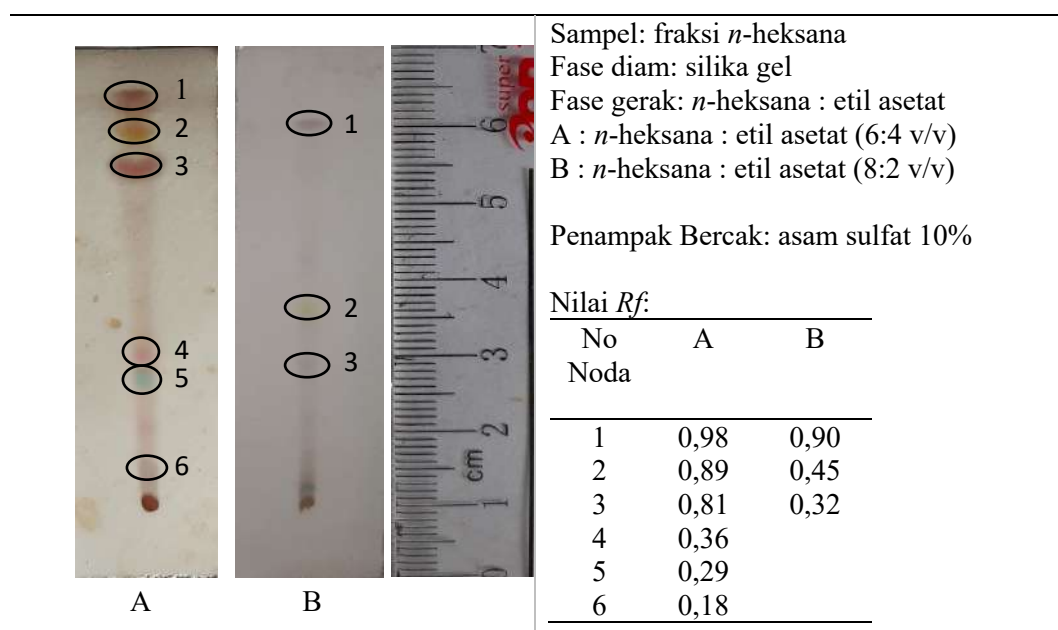 1
2
3
4
5
6
A
1
2
3
B
super
7
6
5
4
3
2
cm
1
0
Sampel: fraksi n-heksana
Fase diam: silika gel
Fase gerak: n-heksana : etil asetat
A : n-heksana : etil asetat (6:4 v/v)
B : n-heksana : etil asetat (8:2 v/v)
Penampak Bercak: asam sulfat 10%
Nilai Rf:
No Noda A B
1 0,98 0,90
2 0,89 0,45
3 0,81 0,32
4 0,36
5 0,29
6 0,18